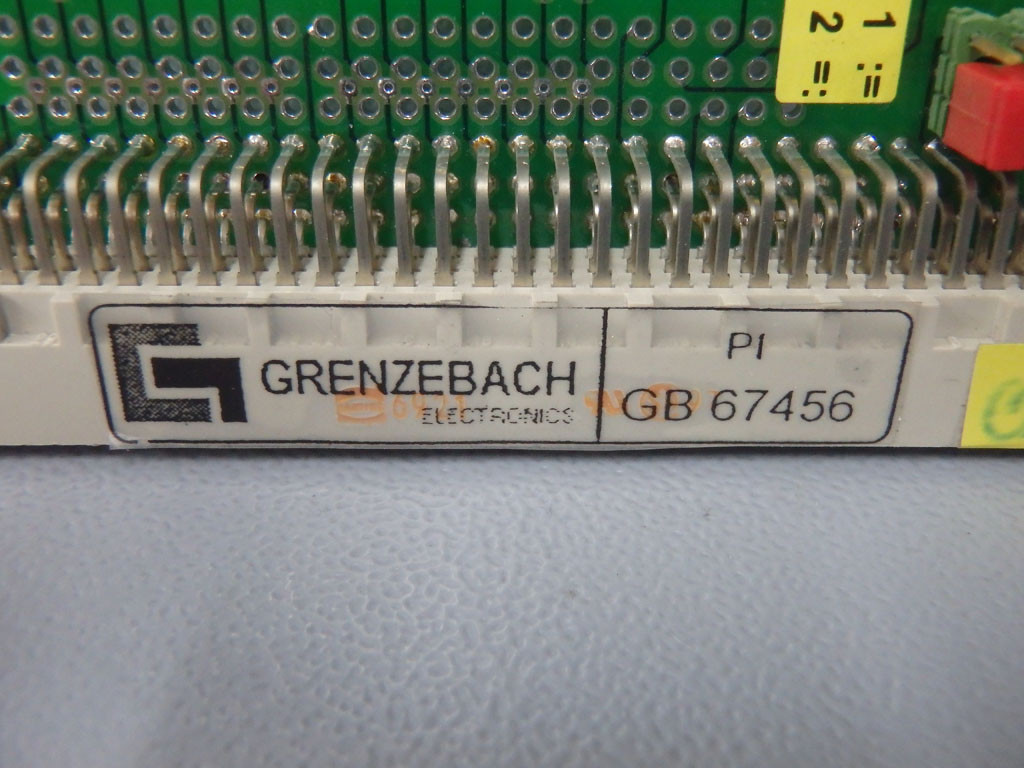 1 :=
2 =:
GRENZEBACH
ELECTRONICS
PI
GB 67456